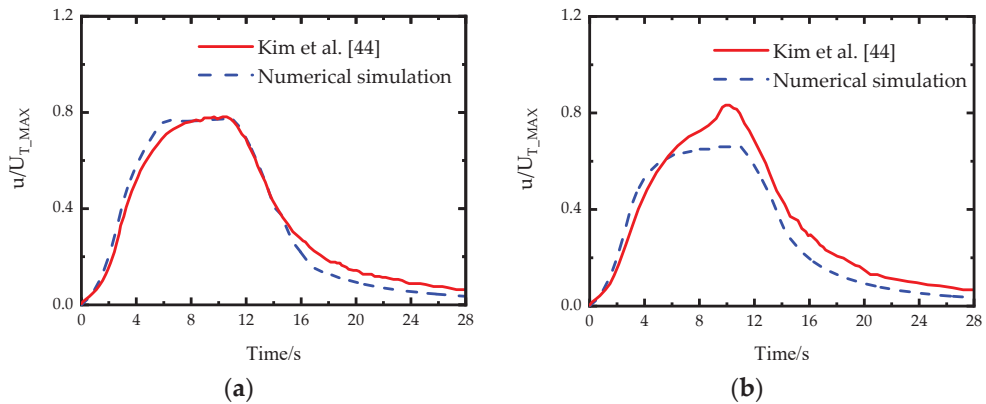 1.2
Kim et al. [44]
Numerical simulation
0.8
0.4
0.0
u/U_T_MAX
0 4 8 12 16 20 24 28
Time/s
(a)
1.2
Kim et al. [44]
Numerical simulation
0.8
0.4
0.0
u/U_T_MAX
0 4 8 12 16 20 24 28
Time/s
(b)